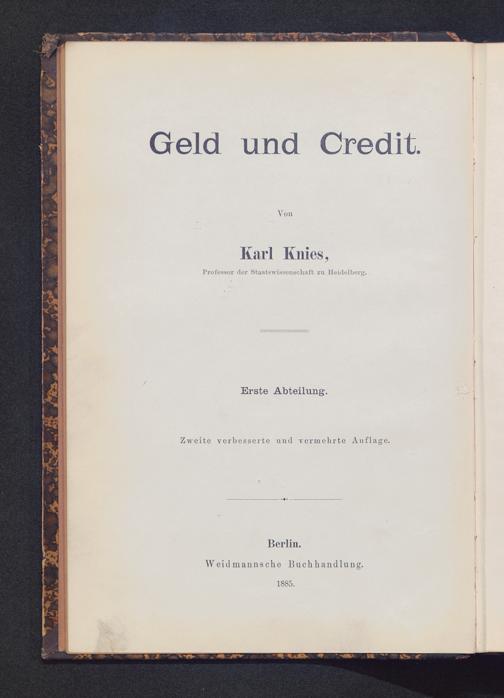 Geld und Credit.
Von
Karl Knies,
Professor der Staatswissenschaft zu Heidelberg.
Erste Abteilung.
Zweite verbesserte und vermehrte Auflage.
Berlin.
Weidmannsche Buchhandlung.
1885.